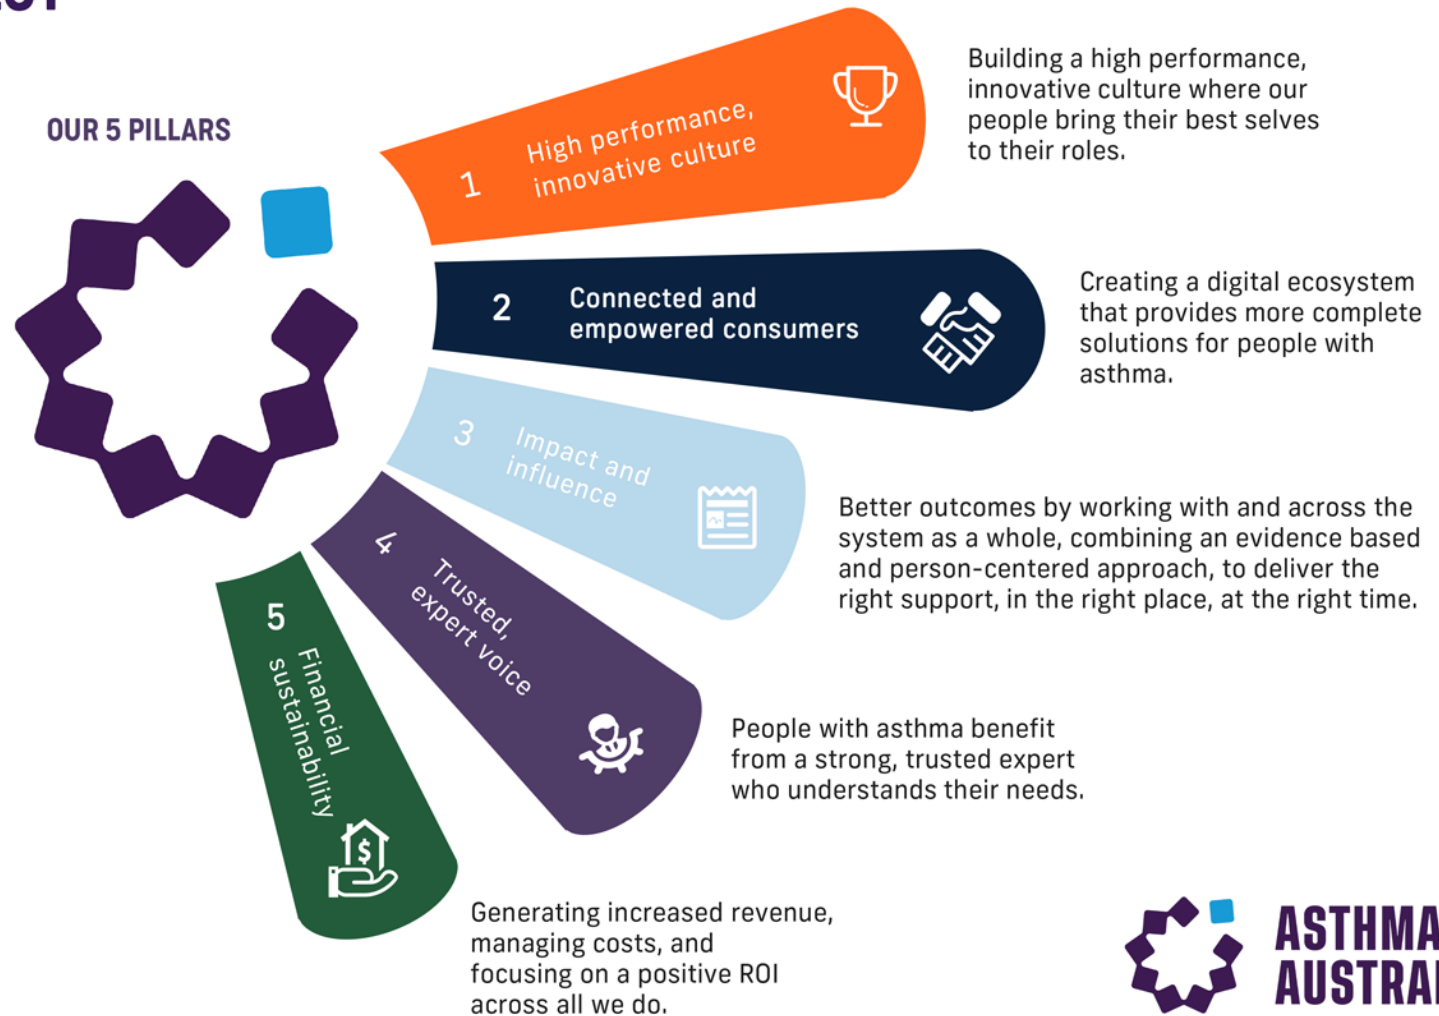 OUR 5 PILLARS
1
High performance,
innovative culture
Building a high performance,
innovative culture where our
people bring their best selves
to their roles.
2
Connected and
empowered consumers
Creating a digital ecosystem
that provides more complete
solutions for people with
asthma.
3
Impact and
influence
Better outcomes by working with and across the
system as a whole, combining an evidence based
and person-centered approach, to deliver the
right support, in the right place, at the right time.
4
Trusted,
expert voice
People with asthma benefit
from a strong, trusted expert
who understands their needs.
5
Financial
sustainability
$
Generating increased revenue,
managing costs, and
focusing on a positive ROI
across all we do.
ASTHMA